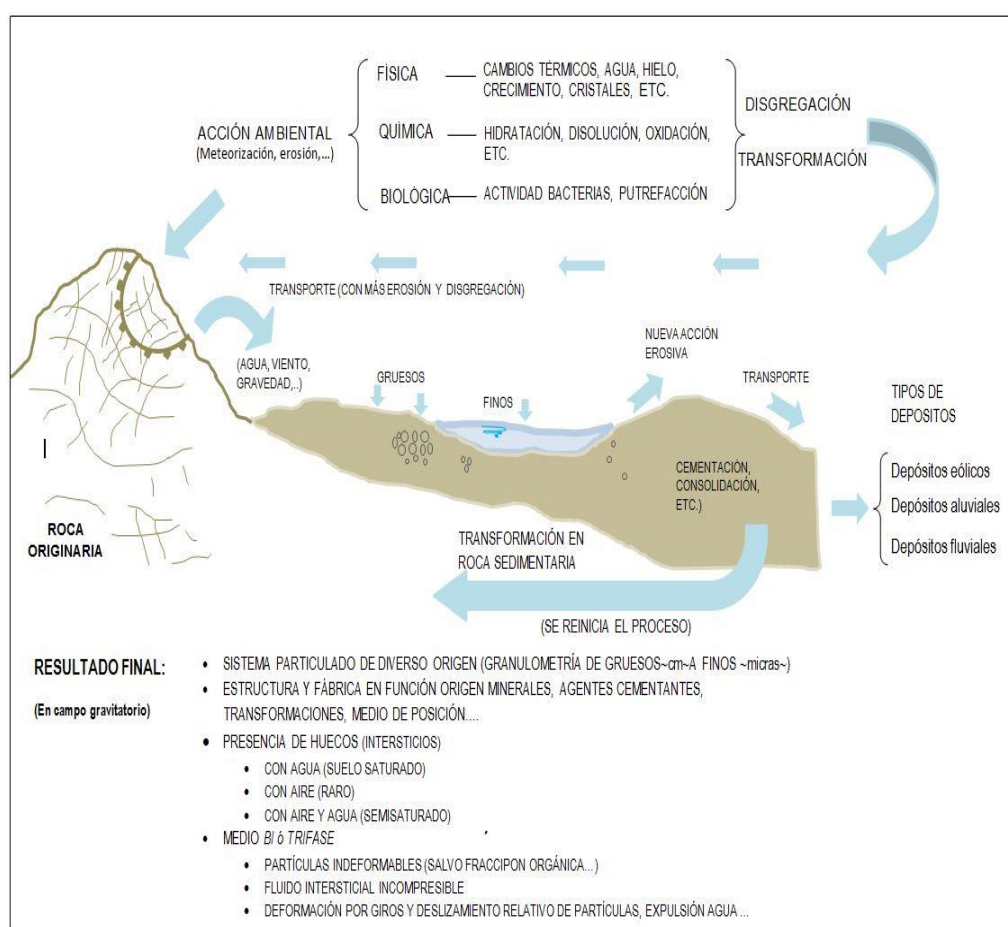 FÍSICA
CAMBIOS TÉRMICOS, AGUA, HIELO,
CRECIMIENTO, CRISTALES, ETC.
ACCIÓN AMBIENTAL
(Meteorización, erosión,...)
QUÌMICA
HIDRATACIÓN, DISOLUCIÓN, OXIDACIÓN,
ETC.
BIOLÓGICA
ACTIVIDAD BACTERIAS, PUTREFACCIÓN
DISGREGACIÓN
TRANSFORMACIÓN
TRANSPORTE (CON MÁS EROSIÓN Y DISGREGACIÓN)
(AGUA, VIENTO,
GRAVEDAD,..)
GRUESOS
FINOS
NUEVA ACCIÓN
EROSIVA
TRANSPORTE
TIPOS DE
DEPOSITOS
CEMENTACIÓN,
CONSOLIDACIÓN,
ETC.)
Depósitos eólicos
Depósitos aluviales
Depósitos fluviales
I
ROCA
ORIGINARIA
TRANSFORMACIÓN EN
ROCA SEDIMENTARIA
(SE REINICIA EL PROCESO)
RESULTADO FINAL:
(En campo gravitatorio)
• SISTEMA PARTICULADO DE DIVERSO ORIGEN (GRANULOMETRÍA DE GRUESOS~cm~A FINOS ~micras~)
• ESTRUCTURA Y FÁBRICA EN FUNCIÓN ORIGEN MINERALES, AGENTES CEMENTANTES,
TRANSFORMACIONES, MEDIO DE POSICIÓN....
• PRESENCIA DE HUECOS (INTERSTICIOS)
• CON AGUA (SUELO SATURADO)
• CON AIRE (RARO)
• CON AIRE Y AGUA (SEMISATURADO)
• MEDIO BI ó TRIFASE
• PARTÍCULAS INDEFORMABLES (SALVO FRACCIPON ORGÁNICA...)
• FLUIDO INTERSTICIAL INCOMPRESIBLE
• DEFORMACIÓN POR GIROS Y DESLIZAMIENTO RELATIVO DE PARTÍCULAS, EXPULSIÓN AGUA ...